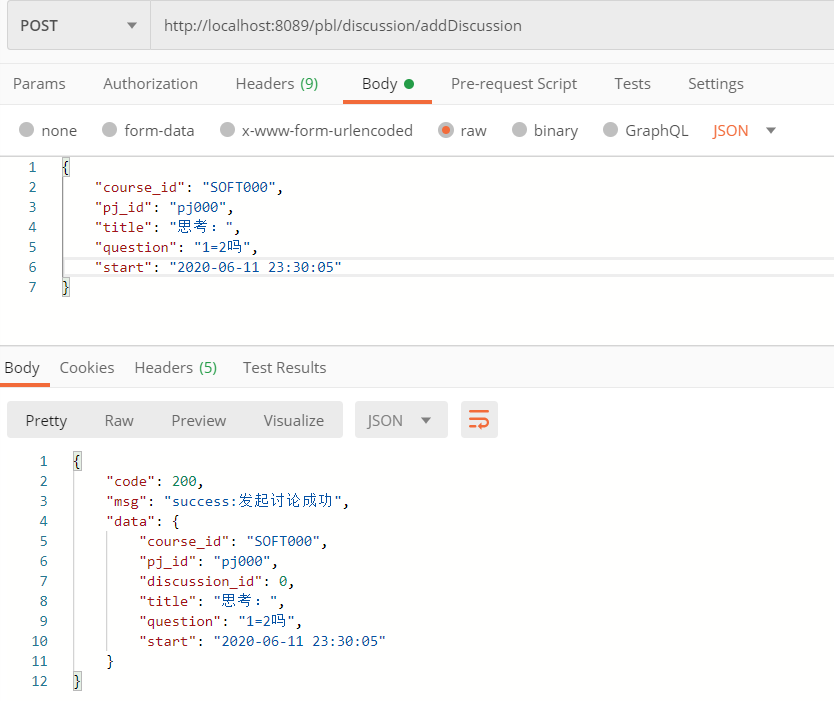 POST http://localhost:8089/pbl/discussion/addDiscussion
Params Authorization Headers (9) Body Pre-request Script Tests Settings
none form-data x-www-form-urlencoded raw binary GraphQL JSON
1 {
2 "course_id": "SOFT000",
3 "pj_id": "pj000",
4 "title": "思考：",
5 "question": "1=2吗",
6 "start": "2020-06-11 23:30:05"
7 }
Body Cookies Headers (5) Test Results
Pretty Raw Preview Visualize JSON
1 {
2 "code": 200,
3 "msg": "success:发起讨论成功",
4 "data": {
5 "course_id": "SOFT000",
6 "pj_id": "pj000",
7 "discussion_id": 0,
8 "title": "思考：",
9 "question": "1=2吗",
10 "start": "2020-06-11 23:30:05"
11 }
12 }